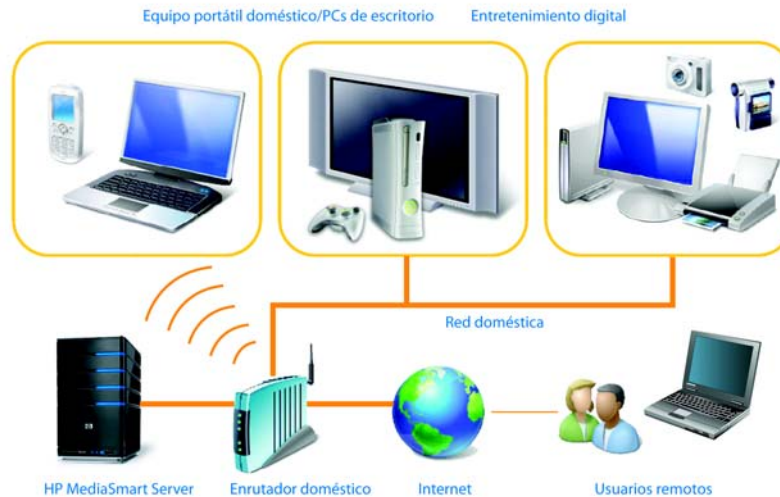 Equipo portátil doméstico/PCs de escritorio
Entretenimiento digital
Red doméstica
HP MediaSmart Server
Enrutador doméstico
Internet
Usuarios remotos